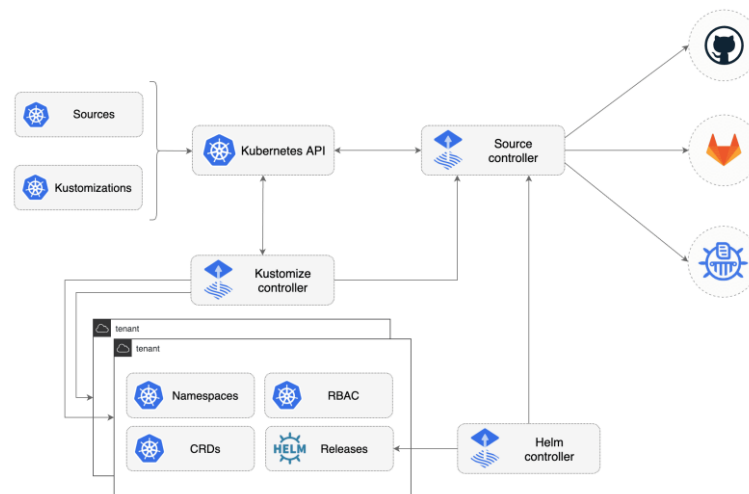 Sources
Kustomizations
Kubernetes API
Source
controller
Kustomize
controller
tenant
tenant
Namespaces
RBAC
CRDs
HELM
Releases
Helm
controller